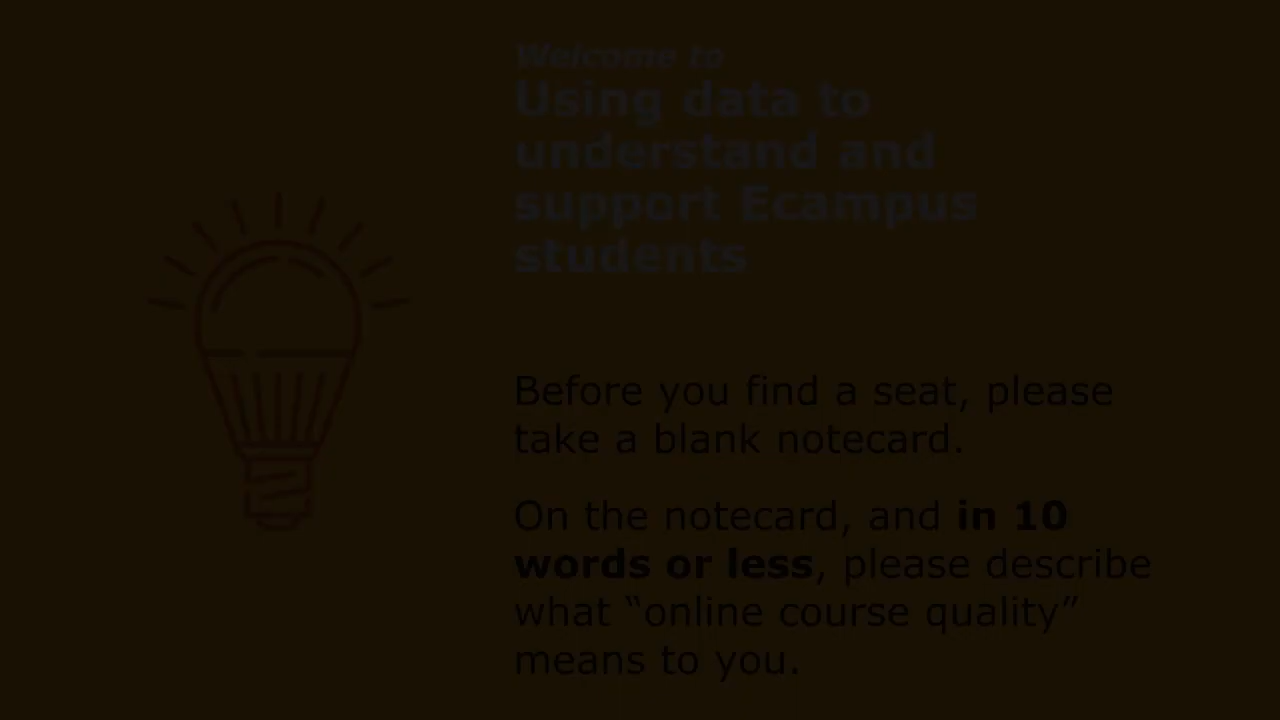 Welcome to
Using data to
understand and
support Ecampus
students
Before you find a seat, please
take a blank notecard.
On the notecard, and in 10
words or less, please describe
what “online course quality”
means to you.